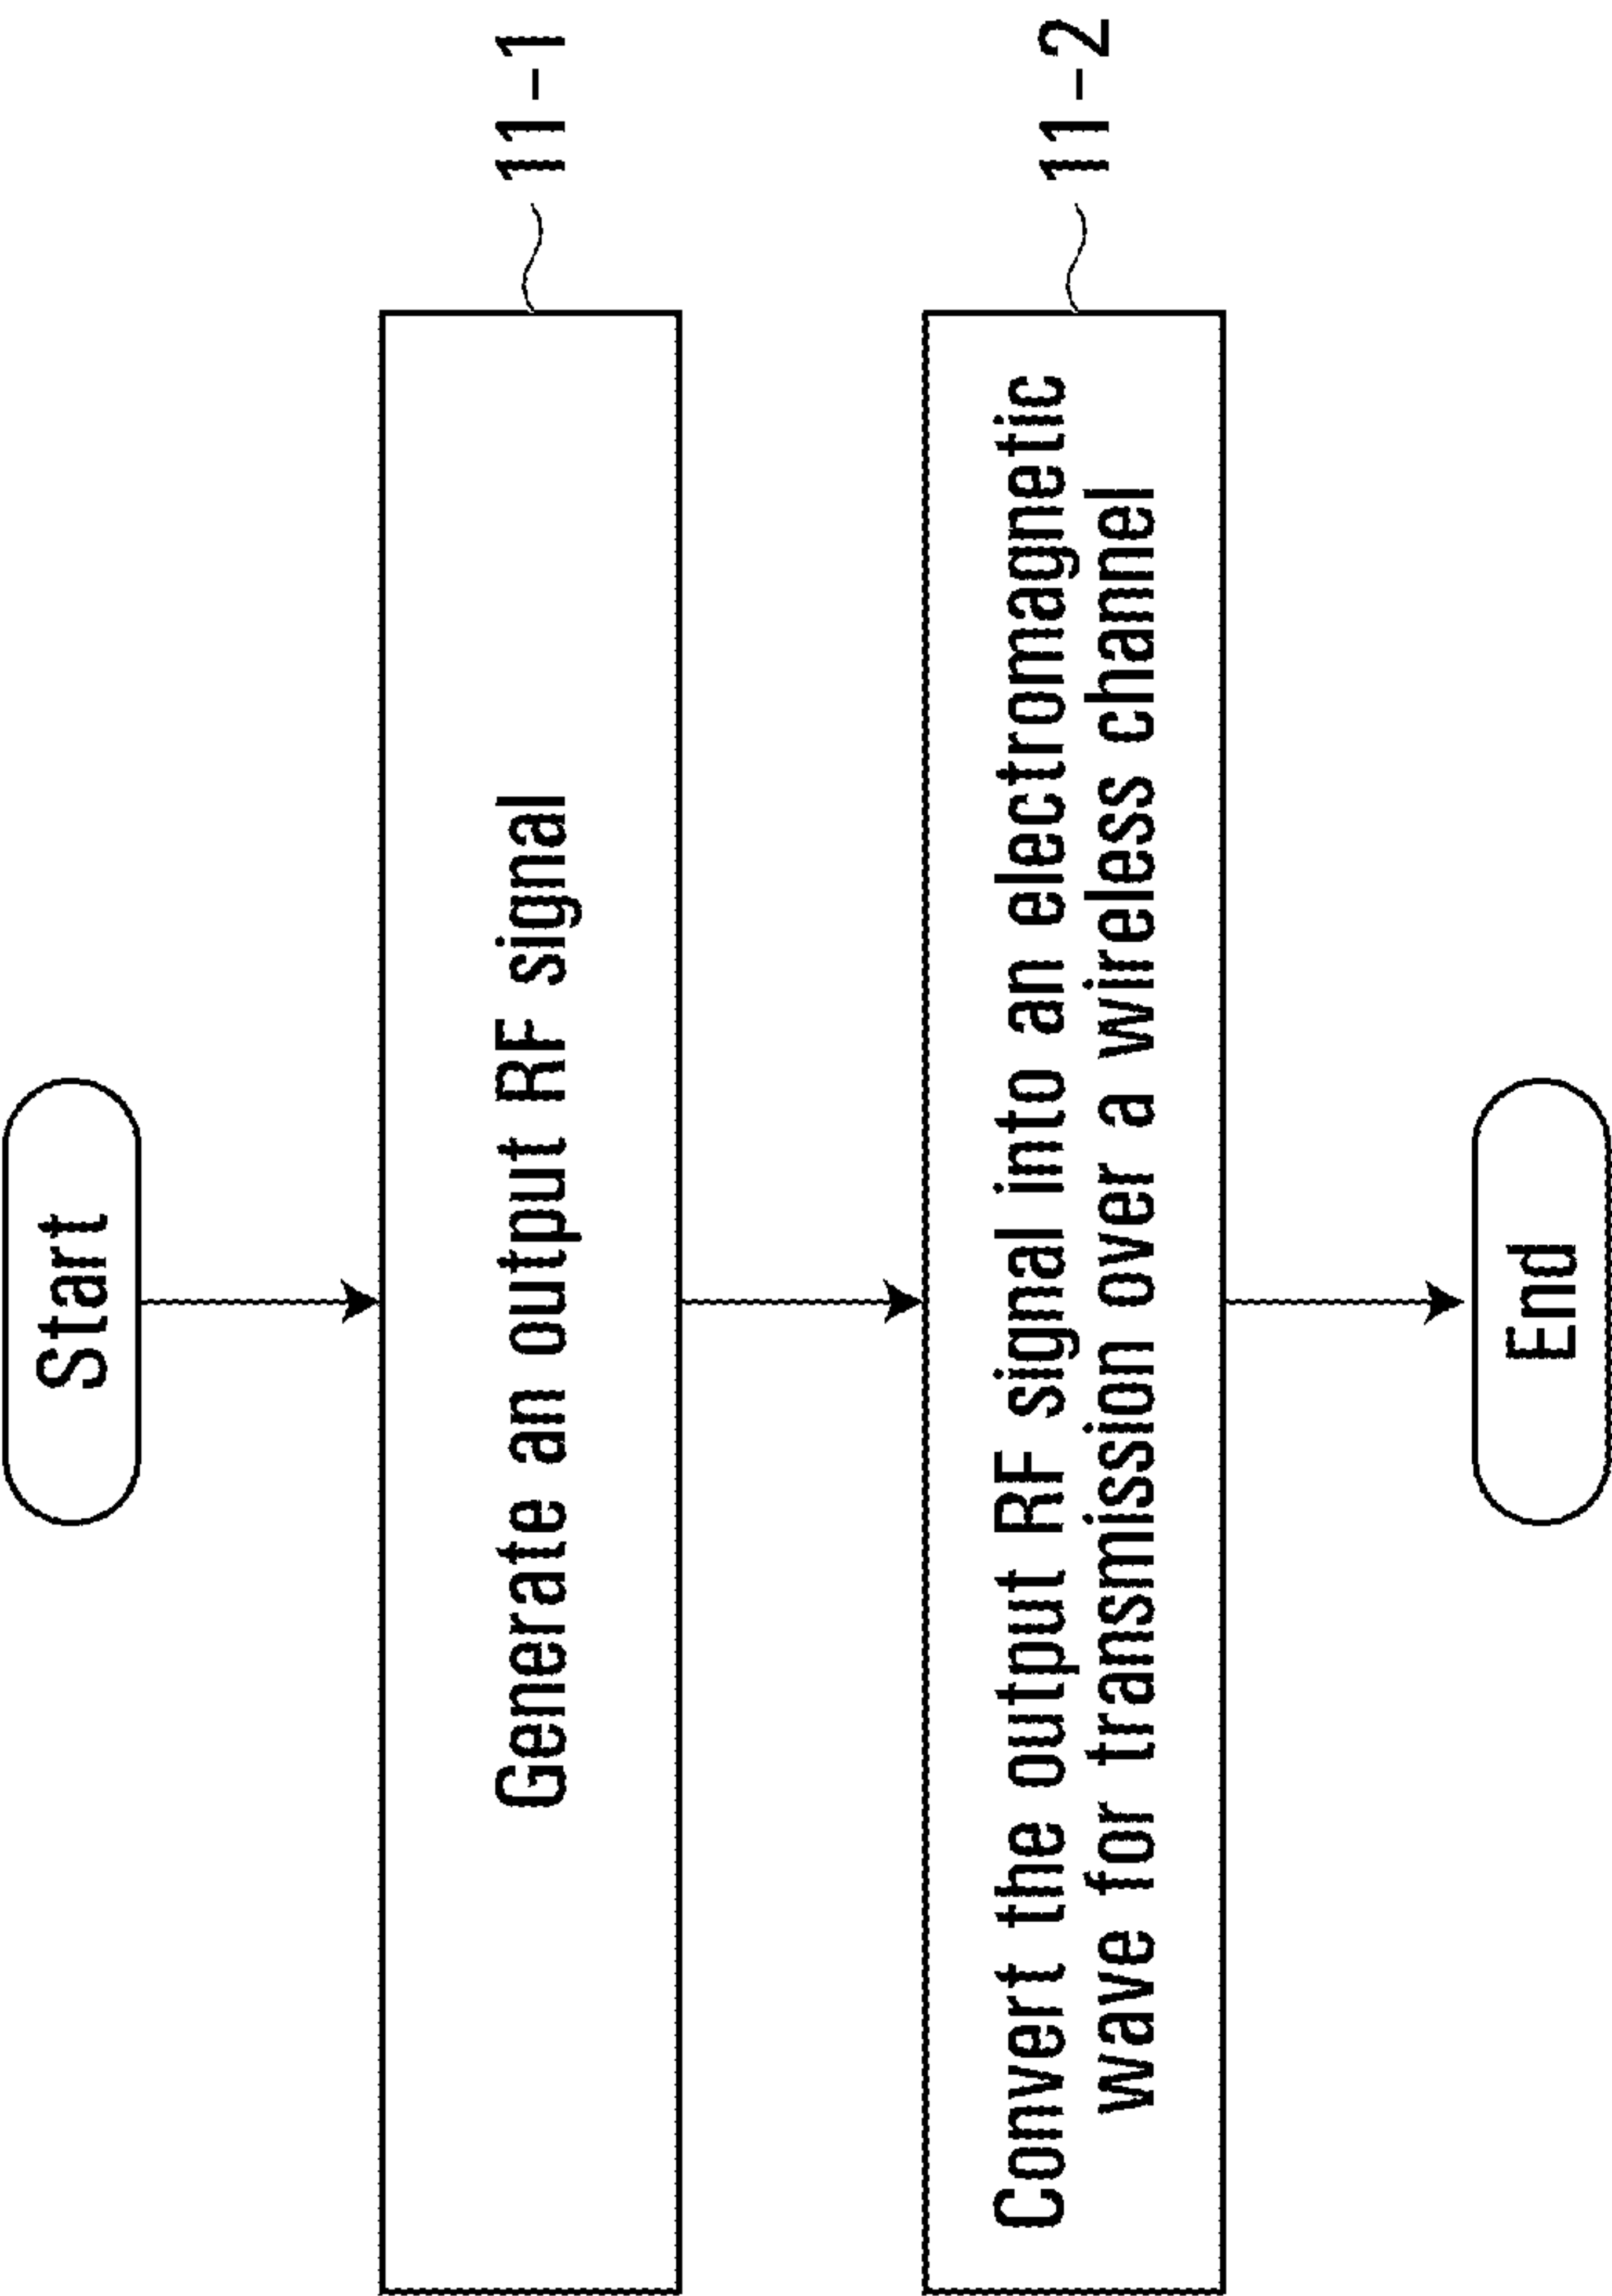 Start
Generate an output RF signal
11-1
Convert the output RF signal into an electromagnetic
wave for transmission over a wireless channel
11-2
End